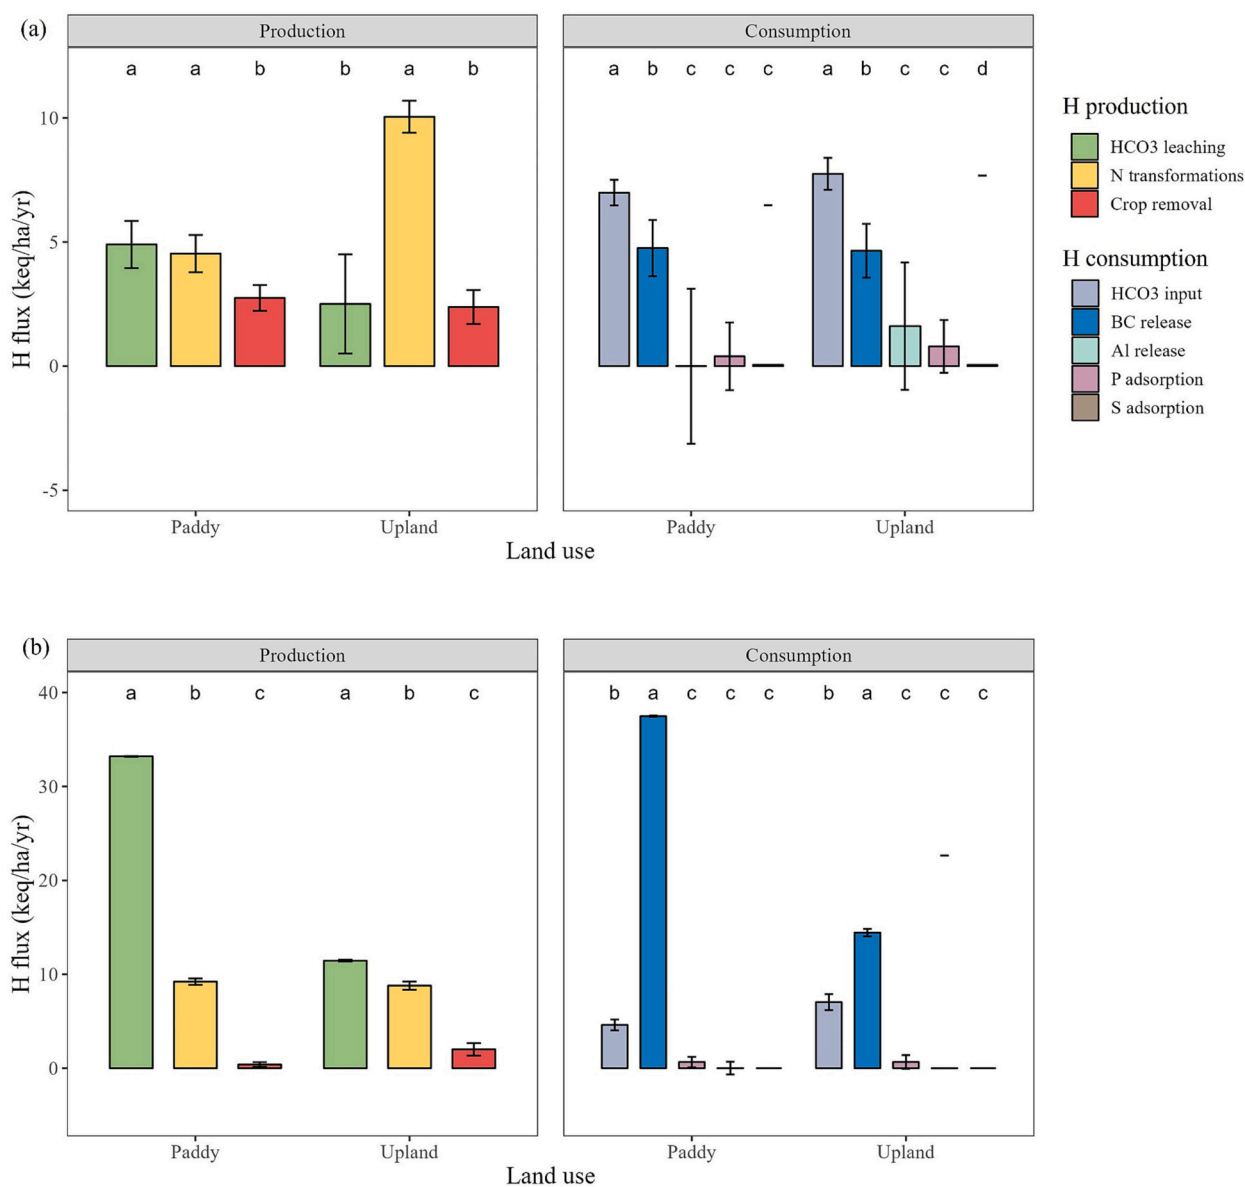 (a)
Production
Consumption
a a b b a b
a b c c c a b c c d
10
5
0
-5
H flux (keq/ha/yr)
Paddy Upland
Paddy Upland
Land use
H production
HCO3 leaching
N transformations
Crop removal
H consumption
HCO3 input
BC release
Al release
P adsorption
S adsorption
(b)
Production
Consumption
a b c a b c
b a c c c b a c c c
40
30
20
10
0
H flux (keq/ha/yr)
Paddy Upland
Paddy Upland
Land use